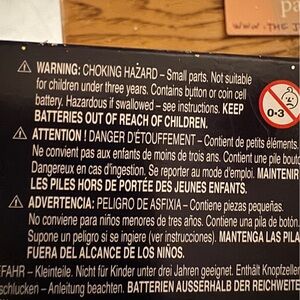 pa
WWW.THE.J
⚠ WARNING: CHOKING HAZARD – Small parts. Not suitable
for children under three years. Contains button or coin cell
battery. Hazardous if swallowed – see instructions. KEEP
BATTERIES OUT OF REACH OF CHILDREN.
0-3
⚠ ATTENTION ! DANGER D'ÉTOUFFEMENT – Contient de petits éléments.
Ne convient pas aux enfants de moins de trois ans. Contient une pile bouto
Dangereux en cas d'ingestion. Se reporter au mode d'emploi. MAINTENIR
LES PILES HORS DE PORTÉE DES JEUNES ENFANTS.
⚠ ADVERTENCIA: PELIGRO DE ASFIXIA – Contiene piezas pequeñas.
No conviene para niños menores de tres años. Contiene una pila de botón.
Supone un peligro si se ingiere (ver instrucciones). MANTENGA LAS PILA
FUERA DEL ALCANCE DE LOS NIÑOS.
EFAHR – Kleinteile. Nicht für Kinder unter drei Jahren geeignet. Enthält Knopfzellen
schlucken – Anleitung beachten. BATTERIEN AUSSERHALB DER REICHWEITE